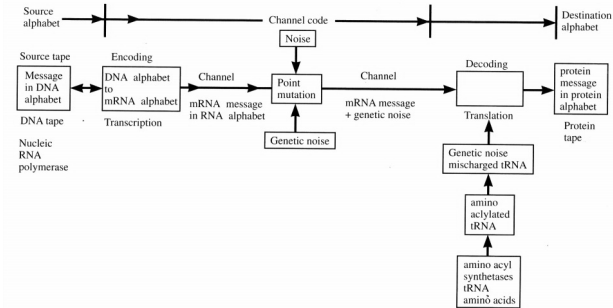 Source
alphabet
Channel code
Destination
alphabet
Noise
Source tape
Encoding
Decoding
Message
in DNA
alphabet
DNA alphabet
to
mRNA alphabet
Channel
Point
mutation
Channel
protein
message
in protein
alphabet
mRNA message
in RNA alphabet
mRNA message
+ genetic noise
DNA tape
Transcription
Translation
Protein
tape
Nucleic
RNA
polymerase
Genetic noise
Genetic noise
mischarged tRNA
amino
aclylated
tRNA
amino acyl
synthetases
tRNA
amino acids